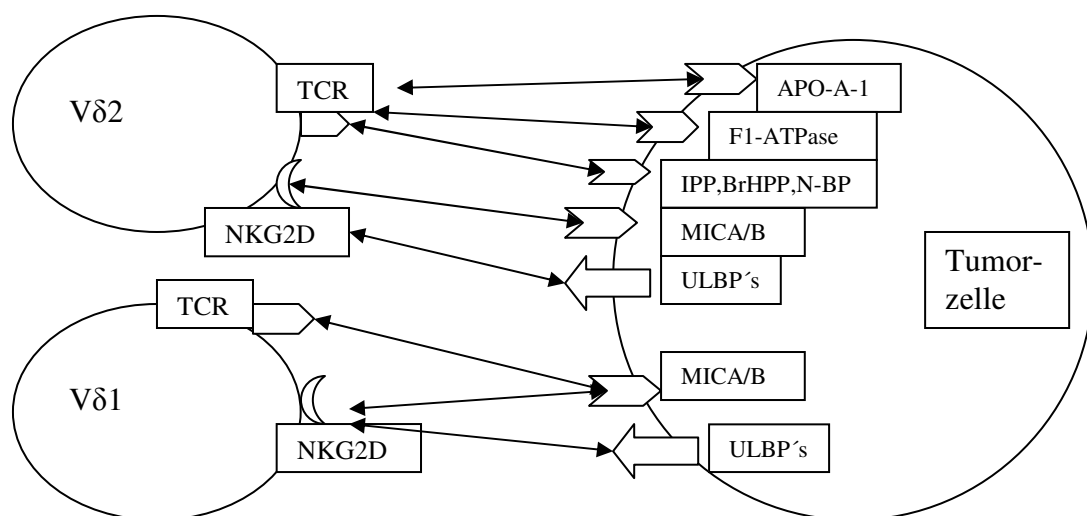 Vδ2
TCR
NKG2D
APO-A-1
F1-ATPase
IPP,BrHPP,N-BP
MICA/B
ULBP´s
Tumor-
zelle
TCR
Vδ1
NKG2D
MICA/B
ULBP´s